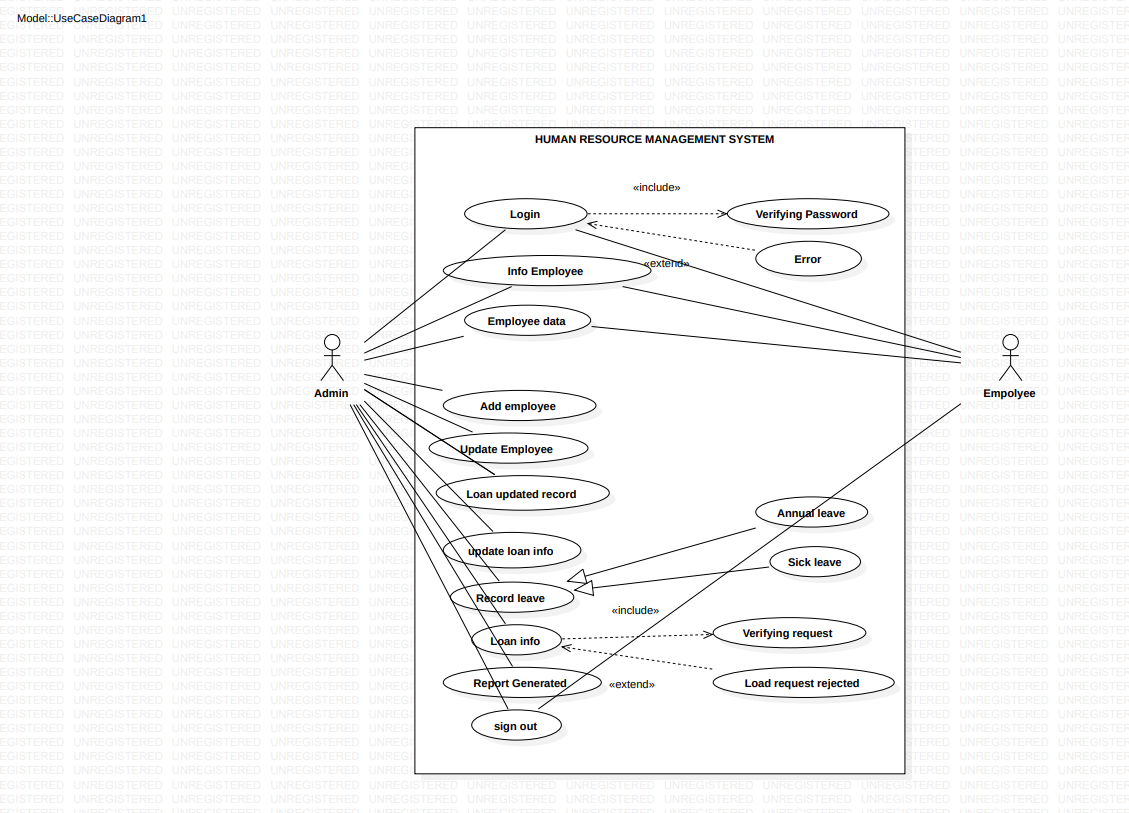 Model::UseCaseDiagram1
HUMAN RESOURCE MANAGEMENT SYSTEM
«include»
Login
Verifying Password
Error
«extend»
Info Employee
Employee data
Admin
Empolyee
Add employee
Update Employee
Loan updated record
Annual leave
update loan info
Sick leave
Record leave
«include»
Verifying request
Loan info
Report Generated
«extend»
Load request rejected
sign out
UNREGISTERED